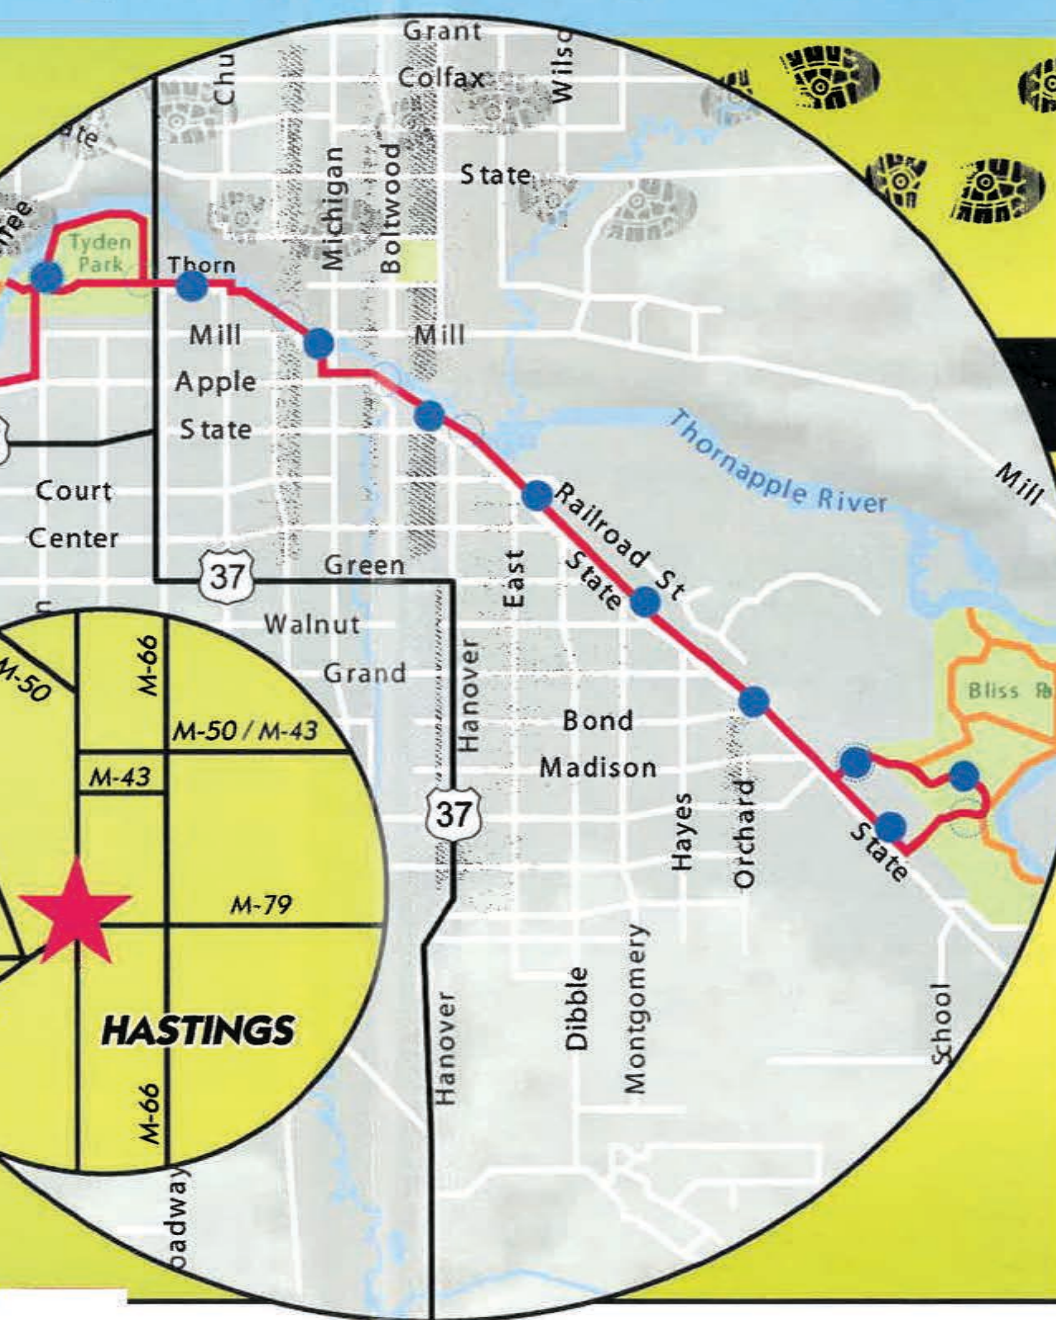 Grant
Colfax
State
Michigan
Boltwood
Tyden
Park
Thorn
Mill
Mill
Apple
State
Thornapple River
Mill
Court
Center
Railroad St
State
East
37
Green
Walnut
Grand
Hanover
Bond
Madison
Hayes
Orchard
Bliss
State
37
M-50
M-66
M-50 / M-43
M-43
M-79
HASTINGS
M-66
Hanover
Dibble
Montgomery
School
oadway